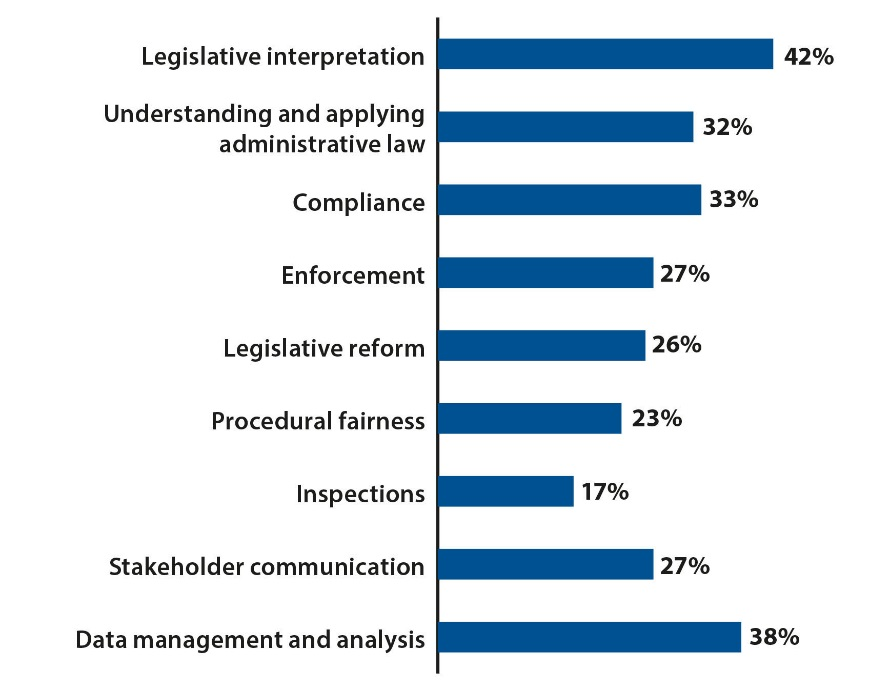 Legislative interpretation 42%
Understanding and applying
administrative law 32%
Compliance 33%
Enforcement 27%
Legislative reform 26%
Procedural fairness 23%
Inspections 17%
Stakeholder communication 27%
Data management and analysis 38%